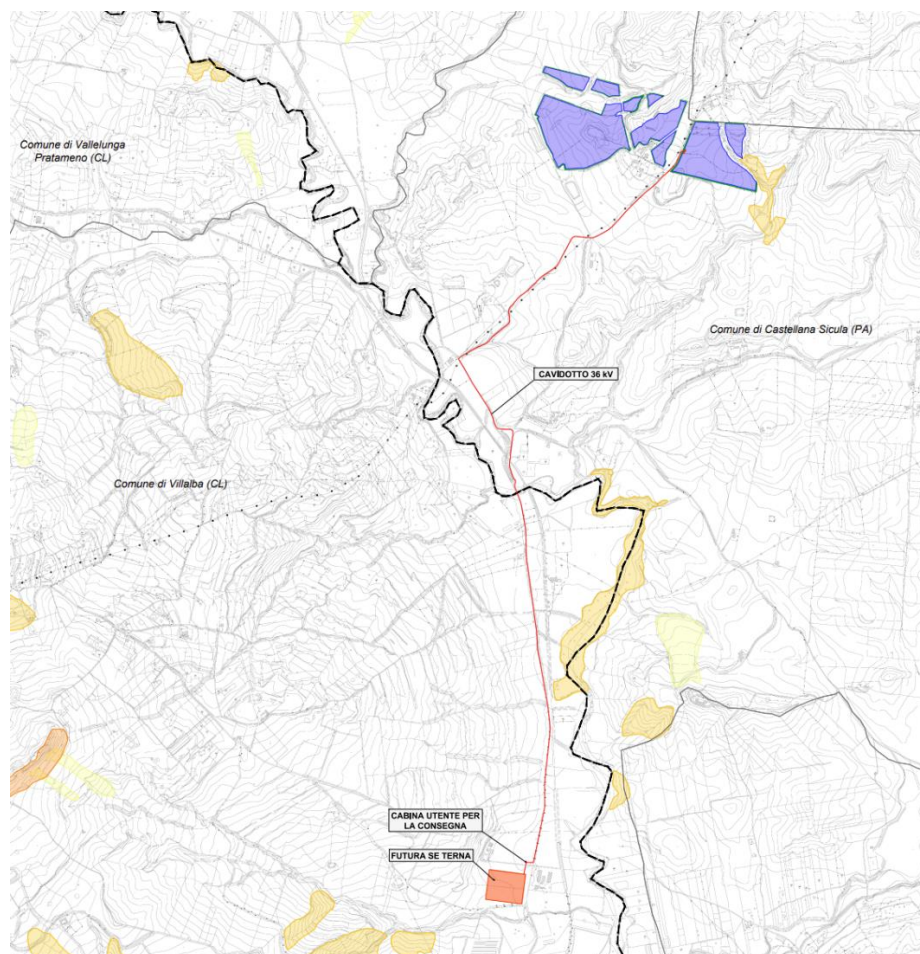 Comune di Vallelunga
Pratameno (CL)
Comune di Castellana Sicula (PA)
CAVIDOTTO 36 kV
Comune di Villalba (CL)
CABINA UTENTE PER
LA CONSEGNA
FUTURA SE TERNA